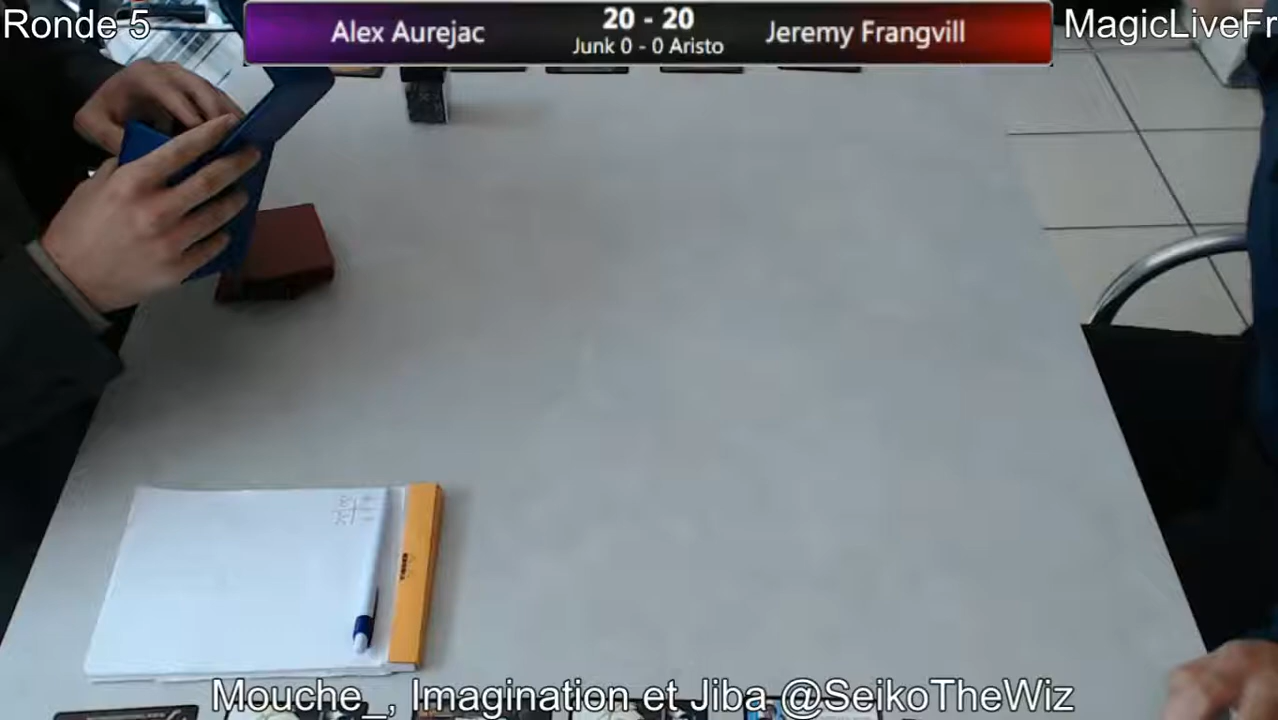 Ronde 5
Alex Aurejac
20 - 20
Junk 0 - 0 Aristo
Jeremy Frangvill
MagicLiveFr
Mouche_, Imagination et Jiba @SeikoTheWiz